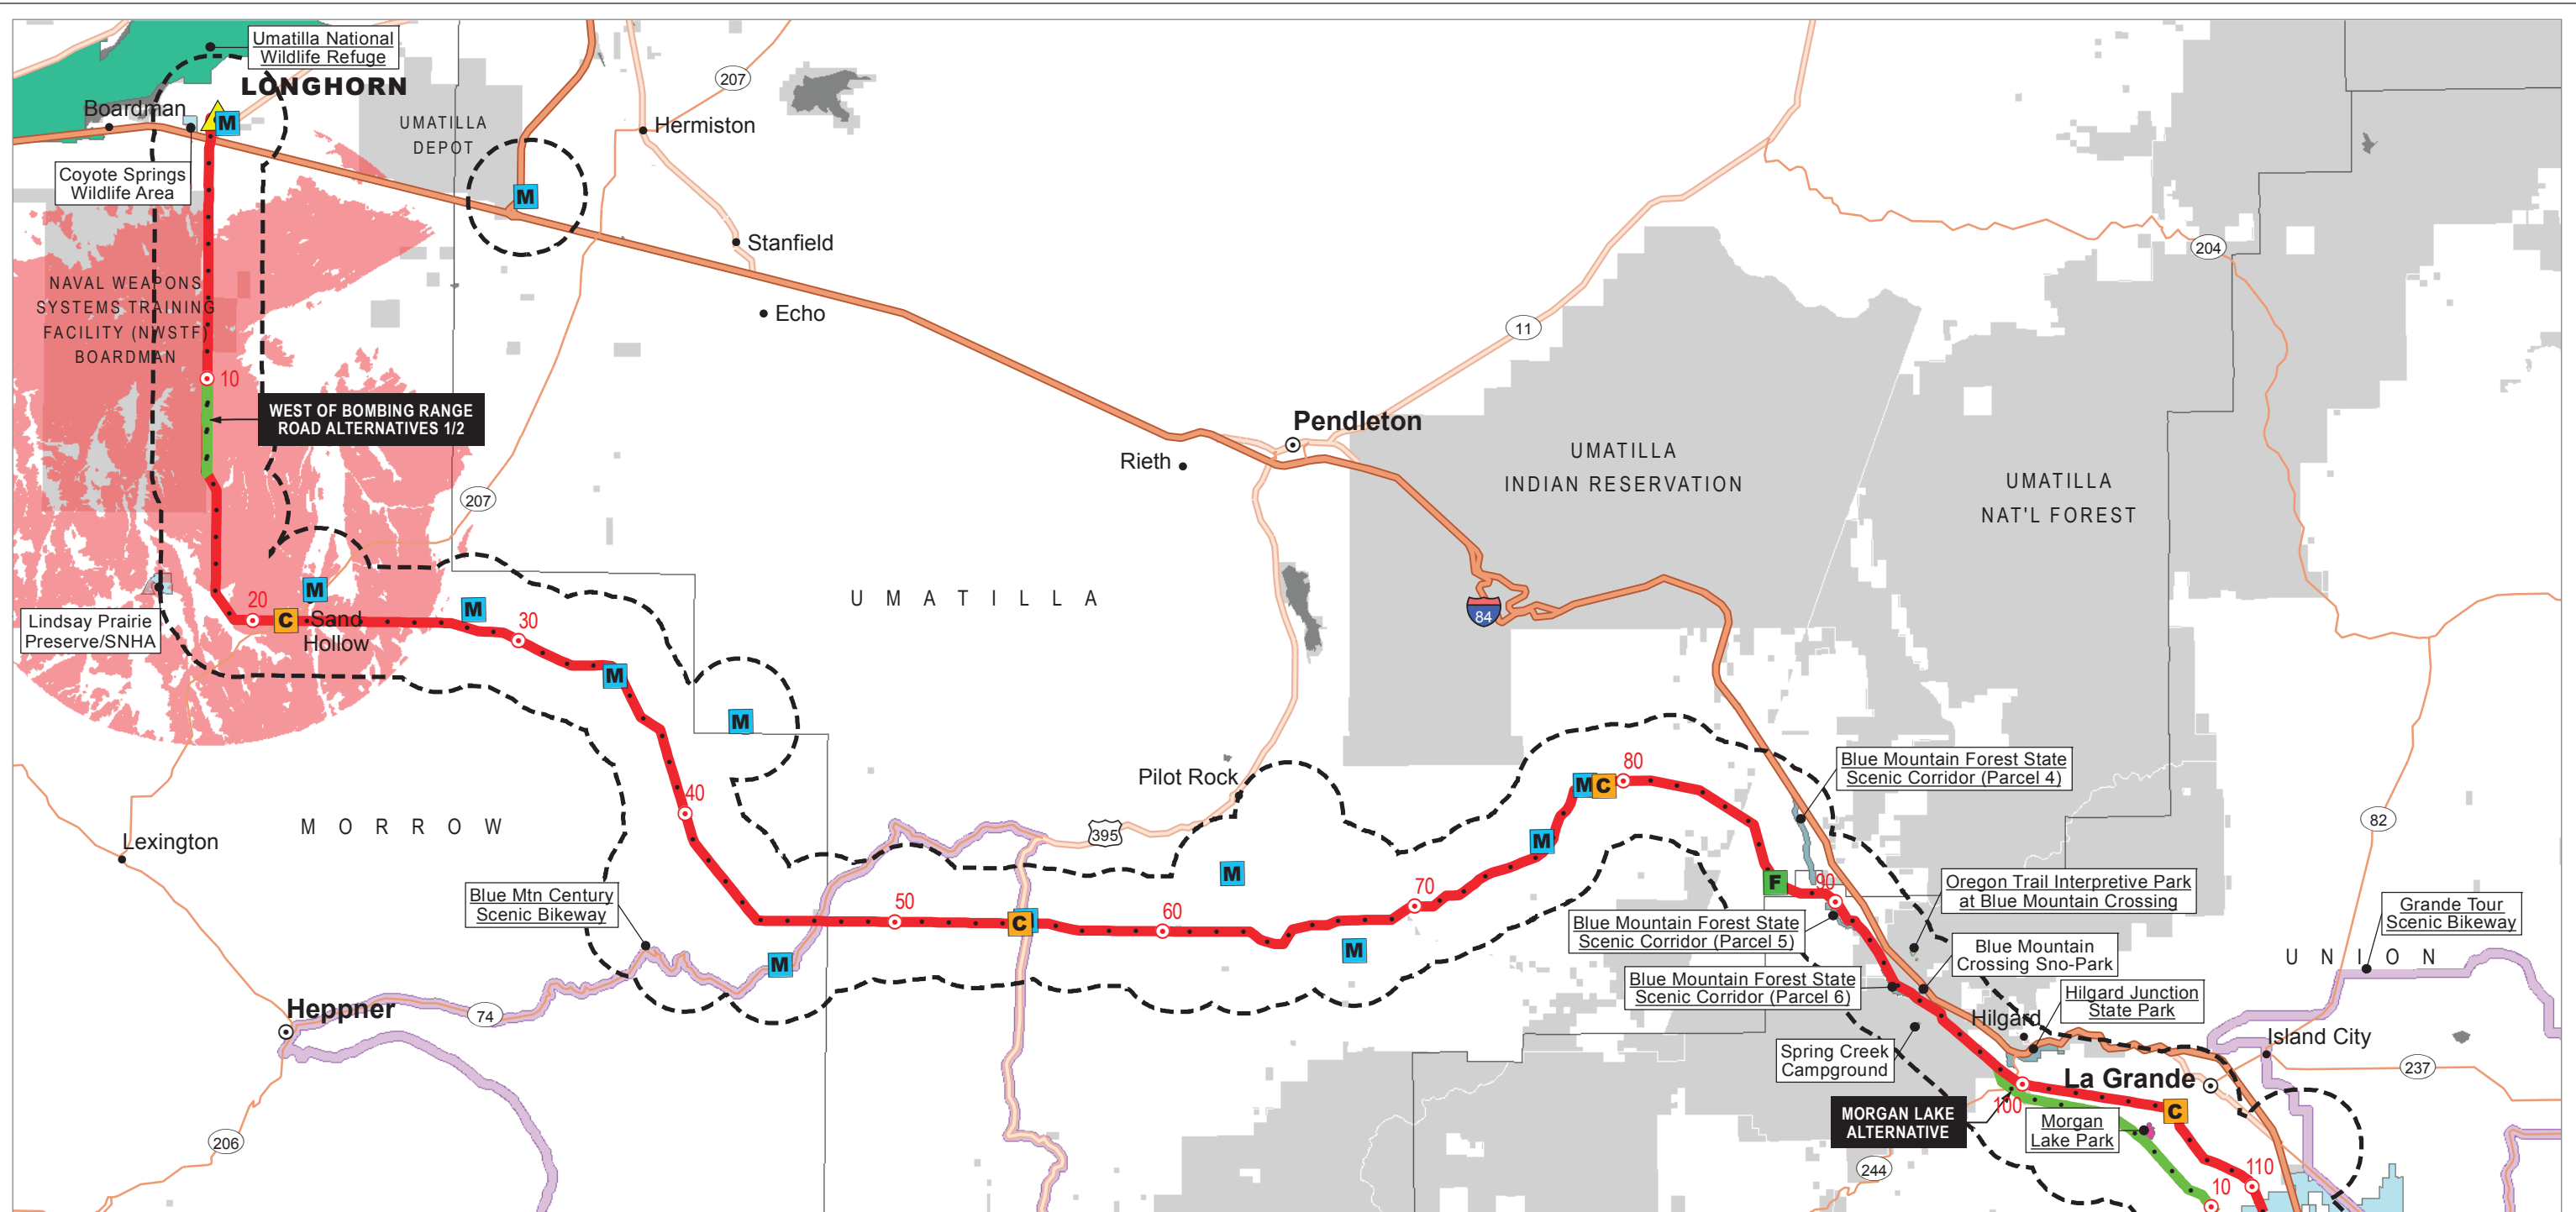 Umatilla National
Wildlife Refuge
LONGHORN
Boardman
M
Coyote Springs
Wildlife Area
UMATILLA
DEPOT
M
207
Hermiston
Stanfield
Echo
NAVAL WEAPONS
SYSTEMS TRAINING
FACILITY (NWSTF)
BOARDMAN
10
WEST OF BOMBING RANGE
ROAD ALTERNATIVES 1/2
207
204
11
Pendleton
Rieth
UMATILLA
INDIAN RESERVATION
UMATILLA
NAT'L FOREST
84
UMATILLA
Lindsay Prairie
Preserve/SNHA
20
C
M
Sand
Hollow
M
30
M
M
40
MORROW
Lexington
Pilot Rock
395
Blue Mtn Century
Scenic Bikeway
M
50
C
60
M
M
70
M
M
C
80
F
90
Blue Mountain Forest State
Scenic Corridor (Parcel 4)
Oregon Trail Interpretive Park
at Blue Mountain Crossing
Blue Mountain Forest State
Scenic Corridor (Parcel 5)
Blue Mountain
Crossing Sno-Park
Blue Mountain Forest State
Scenic Corridor (Parcel 6)
Hilgard Junction
State Park
Hilgard
Spring Creek
Campground
82
Grande Tour
Scenic Bikeway
UNION
Island City
237
La Grande
Heppner
74
206
MORGAN LAKE
ALTERNATIVE
100
Morgan
Lake Park
C
244
110
10